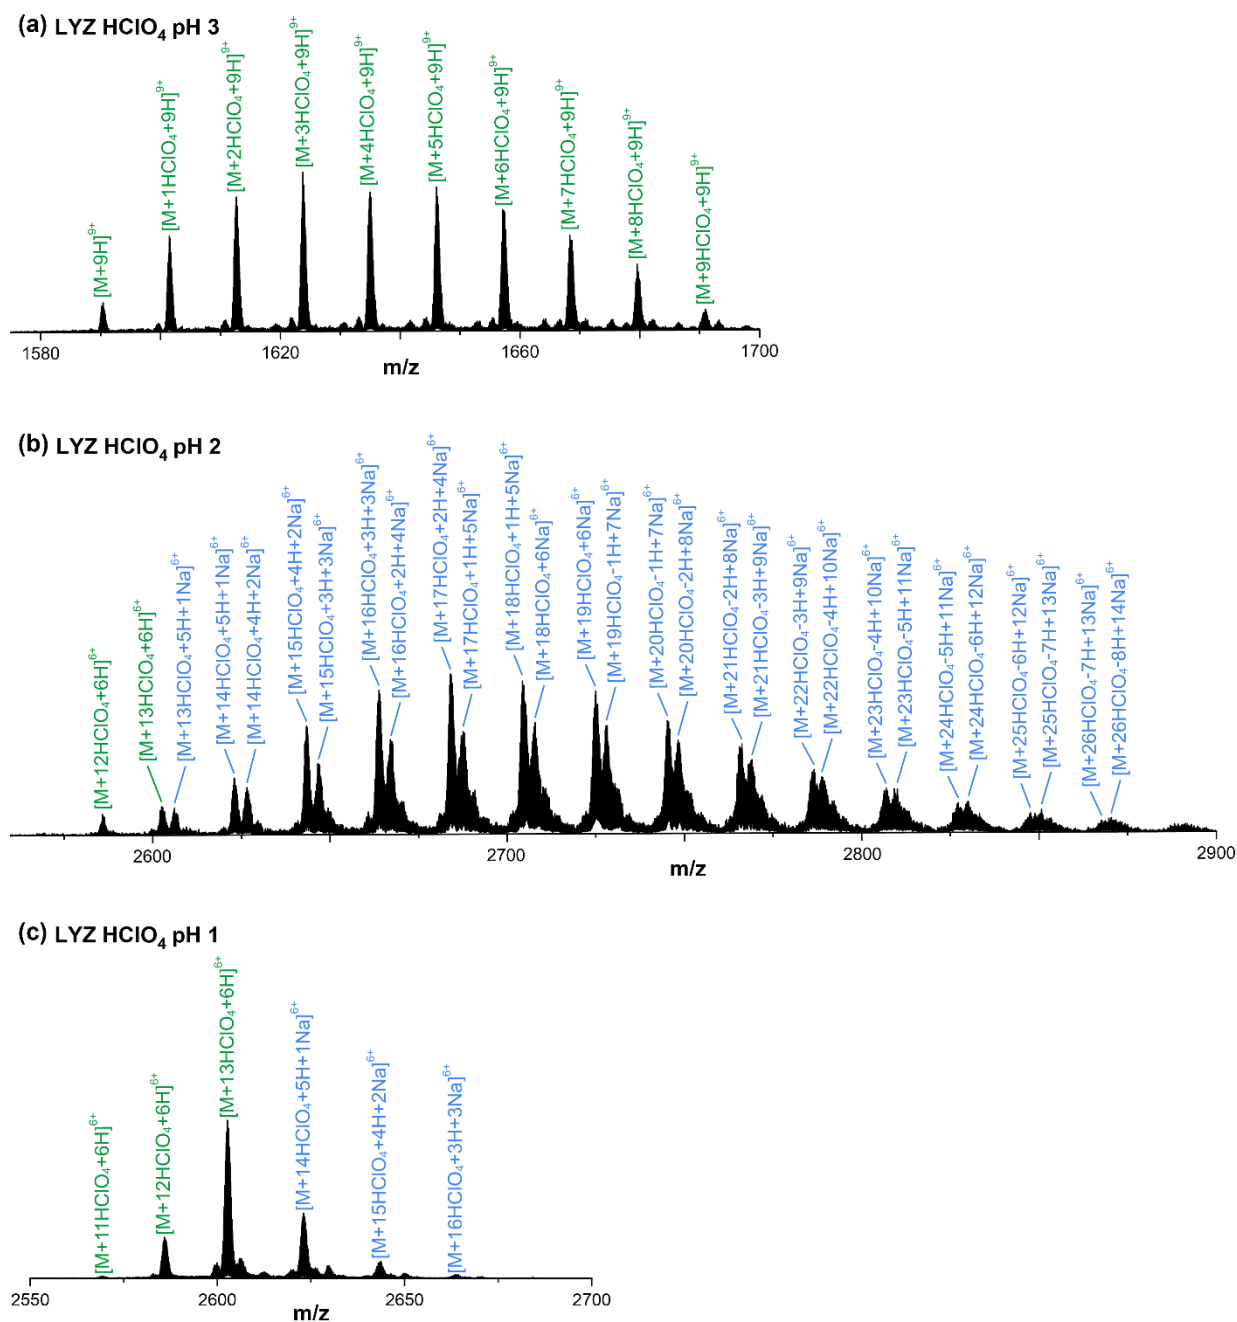 (a) LYZ HClO₄ pH 3
[M+9H]⁹⁺
[M+1HClO₄+9H]⁹⁺
[M+2HClO₄+9H]⁹⁺
[M+3HClO₄+9H]⁹⁺
[M+4HClO₄+9H]⁹⁺
[M+5HClO₄+9H]⁹⁺
[M+6HClO₄+9H]⁹⁺
[M+7HClO₄+9H]⁹⁺
[M+8HClO₄+9H]⁹⁺
[M+9HClO₄+9H]⁹⁺
1580 1620 1660 1700
m/z
(b) LYZ HClO₄ pH 2
[M+12HClO₄+6H]⁶⁺
[M+13HClO₄+6H]⁶⁺
[M+13HClO₄+5H+1Na]⁶⁺
[M+14HClO₄+5H+1Na]⁶⁺
[M+14HClO₄+4H+2Na]⁶⁺
[M+15HClO₄+4H+2Na]⁶⁺
[M+15HClO₄+3H+3Na]⁶⁺
[M+16HClO₄+3H+3Na]⁶⁺
[M+16HClO₄+2H+4Na]⁶⁺
[M+17HClO₄+2H+4Na]⁶⁺
[M+17HClO₄+1H+5Na]⁶⁺
[M+18HClO₄+1H+5Na]⁶⁺
[M+18HClO₄+6Na]⁶⁺
[M+19HClO₄+6Na]⁶⁺
[M+19HClO₄-1H+7Na]⁶⁺
[M+20HClO₄-1H+7Na]⁶⁺
[M+20HClO₄-2H+8Na]⁶⁺
[M+21HClO₄-2H+8Na]⁶⁺
[M+21HClO₄-3H+9Na]⁶⁺
[M+22HClO₄-3H+9Na]⁶⁺
[M+22HClO₄-4H+10Na]⁶⁺
[M+23HClO₄-4H+10Na]⁶⁺
[M+23HClO₄-5H+11Na]⁶⁺
[M+24HClO₄-5H+11Na]⁶⁺
[M+24HClO₄-6H+12Na]⁶⁺
[M+25HClO₄-6H+12Na]⁶⁺
[M+25HClO₄-7H+13Na]⁶⁺
[M+26HClO₄-7H+13Na]⁶⁺
[M+26HClO₄-8H+14Na]⁶⁺
2600 2700 2800 2900
m/z
(c) LYZ HClO₄ pH 1
[M+11HClO₄+6H]⁶⁺
[M+12HClO₄+6H]⁶⁺
[M+13HClO₄+6H]⁶⁺
[M+14HClO₄+5H+1Na]⁶⁺
[M+15HClO₄+4H+2Na]⁶⁺
[M+16HClO₄+3H+3Na]⁶⁺
2550 2600 2650 2700
m/z